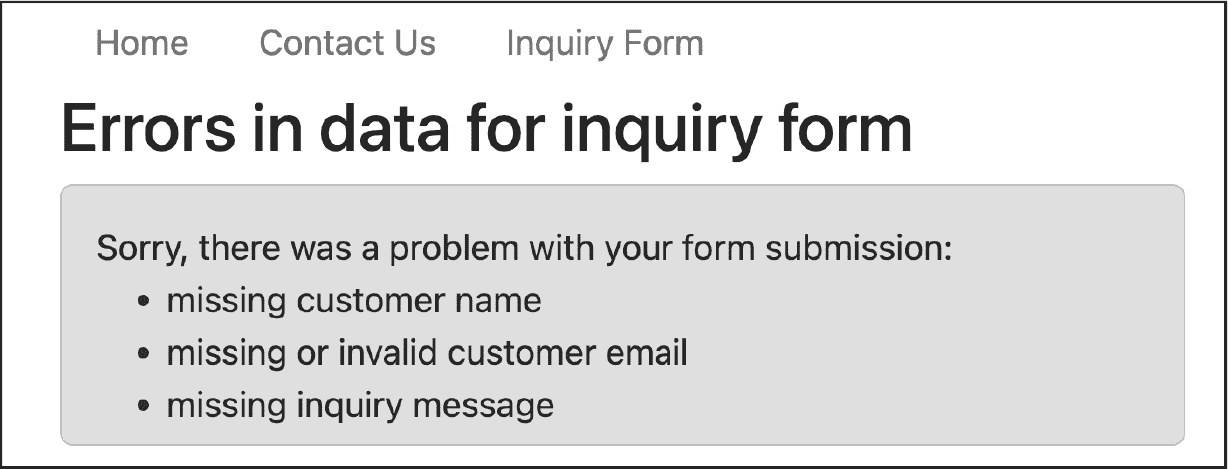 Home Contact Us Inquiry Form
Errors in data for inquiry form
Sorry, there was a problem with your form submission:
• missing customer name
• missing or invalid customer email
• missing inquiry message